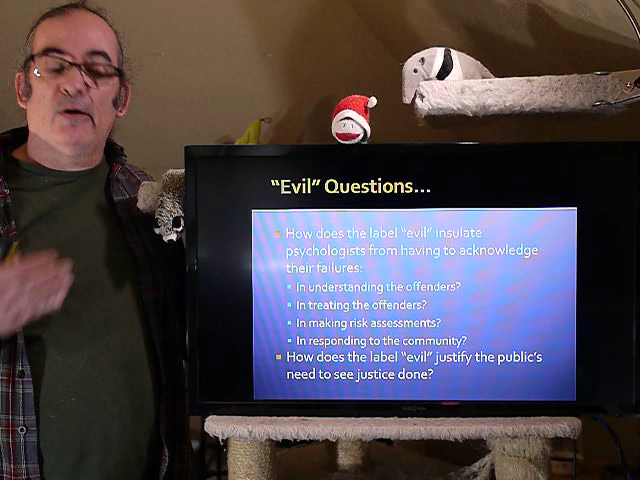 "Evil" Questions...
How does the label "evil" insulate
psychologists from having to acknowledge
their failures:
In understanding the offenders?
In treating the offenders?
In making risk assessments?
In responding to the community?
How does the label "evil" justify the public's
need to see justice done?